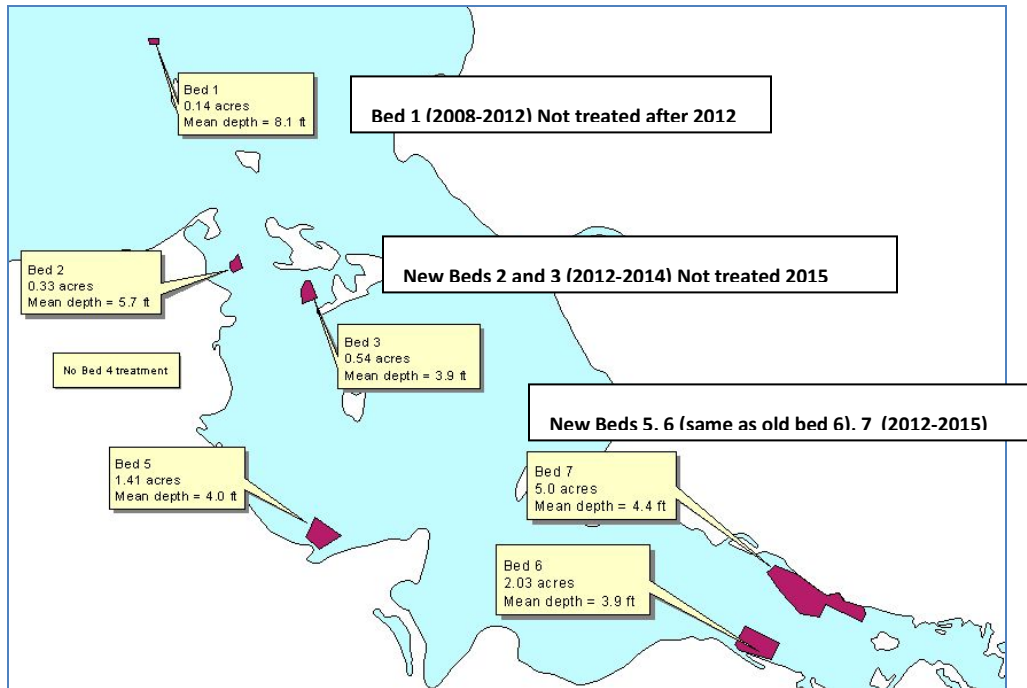 Bed 1
0.14 acres
Mean depth = 8.1 ft
Bed 1 (2008-2012) Not treated after 2012
Bed 2
0.33 acres
Mean depth = 5.7 ft
New Beds 2 and 3 (2012-2014) Not treated 2015
Bed 3
0.54 acres
Mean depth = 3.9 ft
No Bed 4 treatment
New Beds 5, 6 (same as old bed 6), 7 (2012-2015)
Bed 5
1.41 acres
Mean depth = 4.0 ft
Bed 7
5.0 acres
Mean depth = 4.4 ft
Bed 6
2.03 acres
Mean depth = 3.9 ft